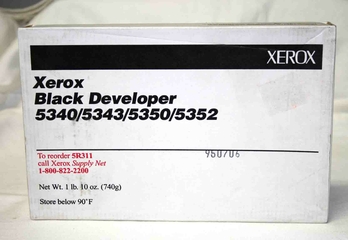 XEROX
Xerox
Black Developer
5340/5343/5350/5352
To reorder 5R311
call Xerox Supply Net
1-800-822-2200
950706
Net Wt. 1 lb. 10 oz. (740g)
Store below 90°F